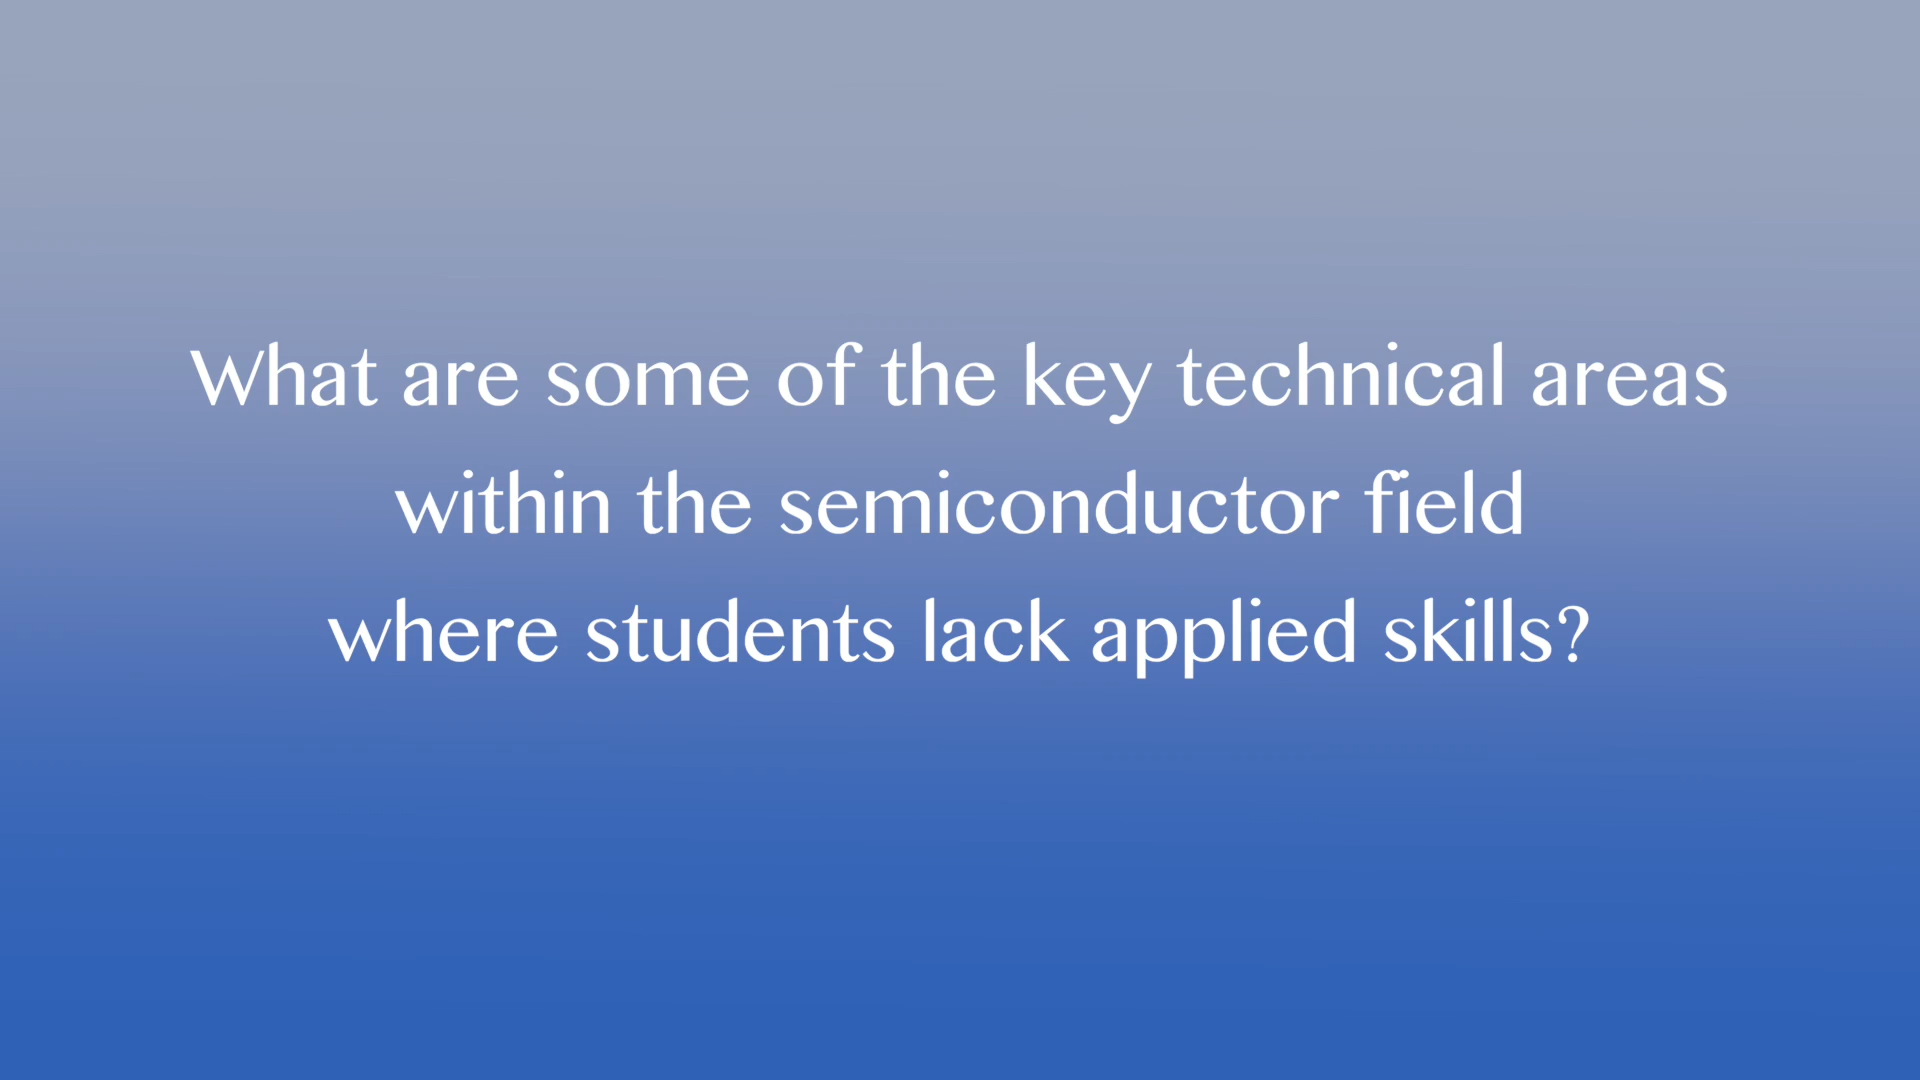 What are some of the key technical areas
within the semiconductor field
where students lack applied skills?